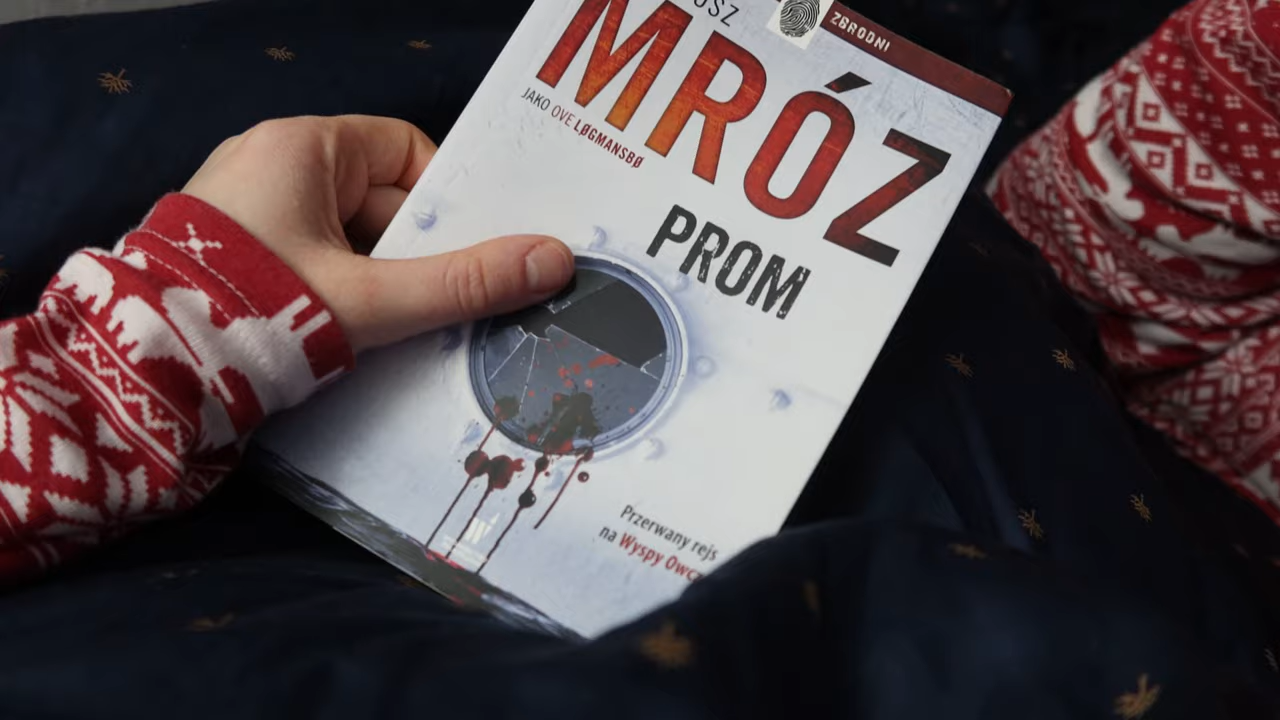 ZBRODNI
MRÓZ
JAKO OVE LØGMANSBØ
PROM
Przerwany rejs
na Wyspy